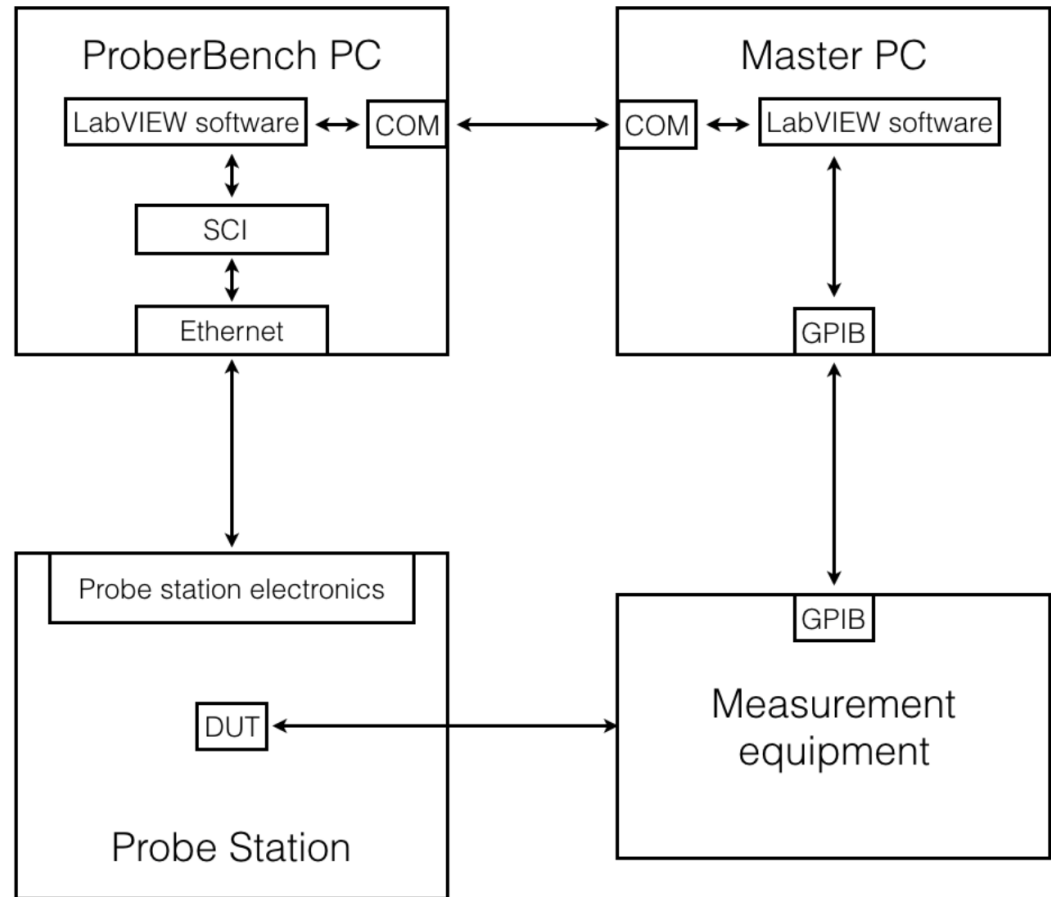 ProberBench PC
LabVIEW software
COM
SCI
Ethernet
Master PC
COM
LabVIEW software
GPIB
Probe station electronics
DUT
Probe Station
GPIB
Measurement
equipment